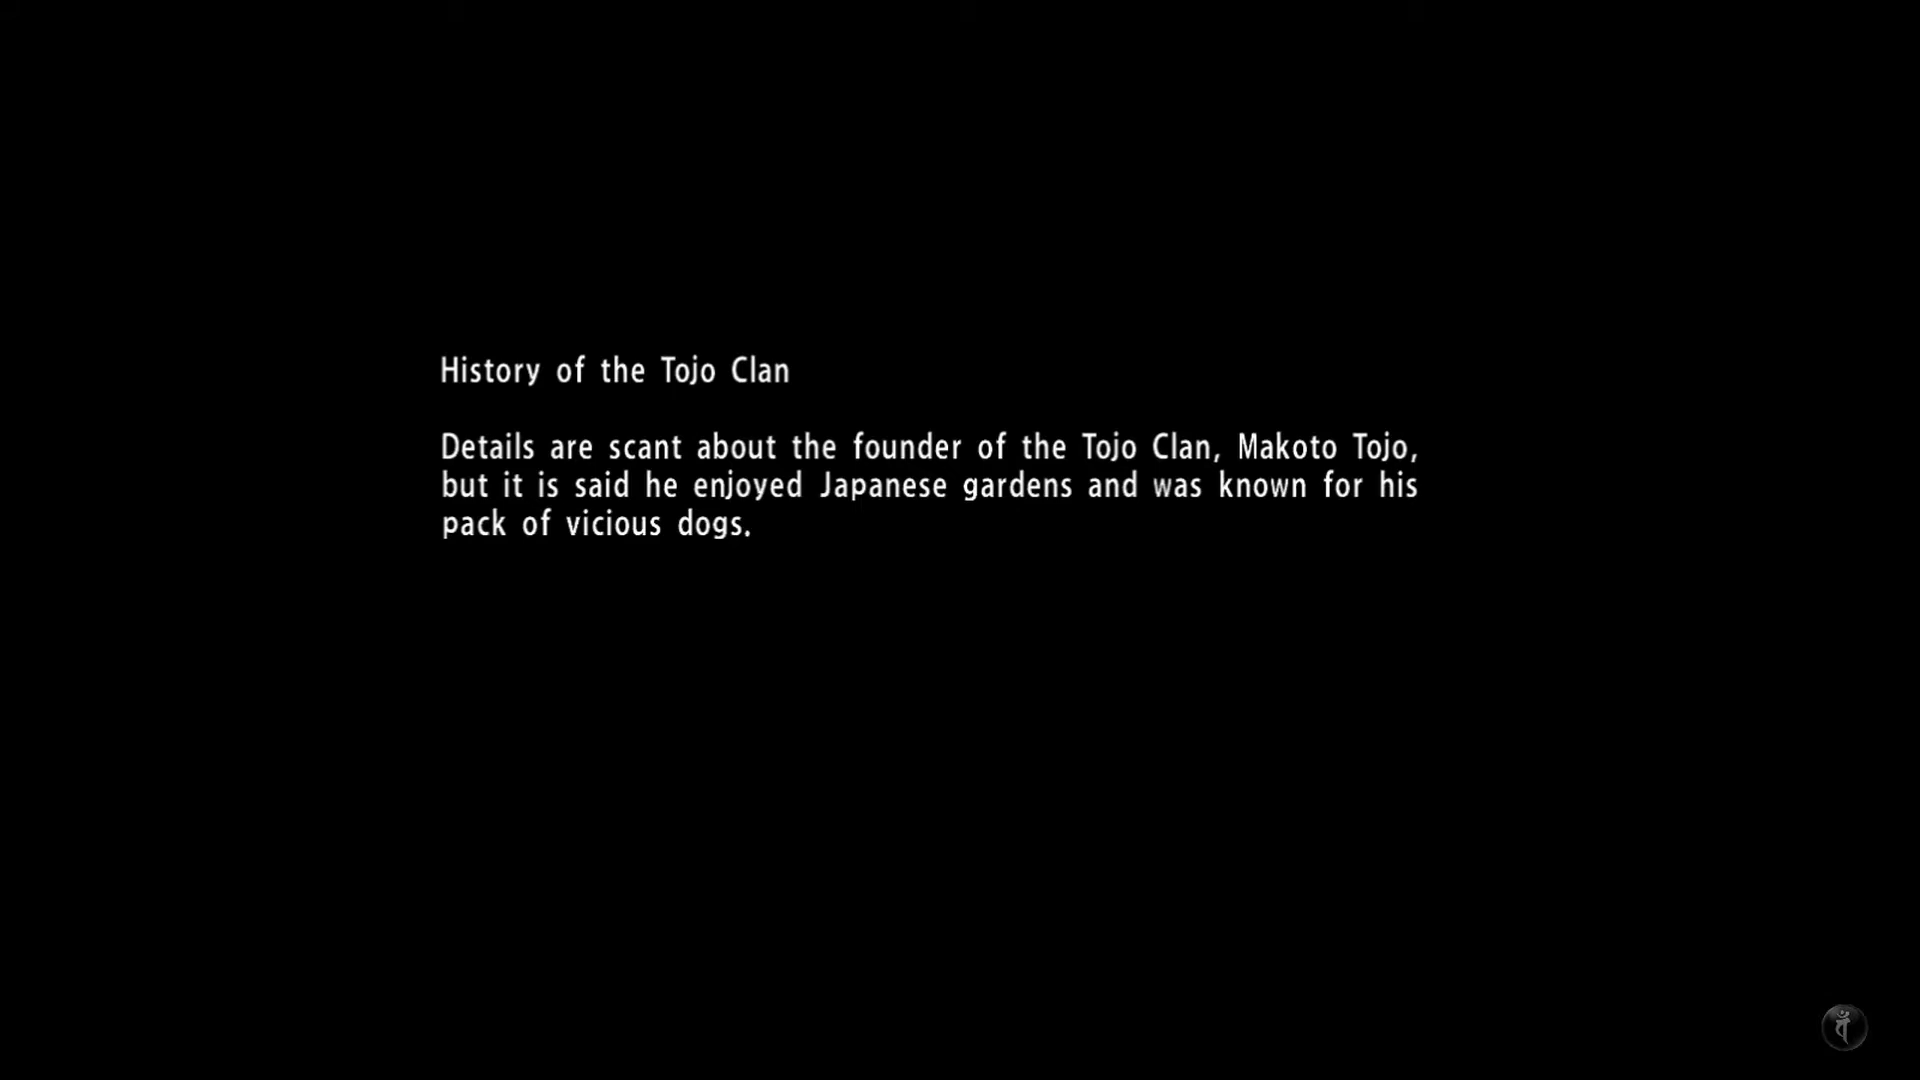 History of the Tojo Clan
Details are scant about the founder of the Tojo Clan, Makoto Tojo,
but it is said he enjoyed Japanese gardens and was known for his
pack of vicious dogs.